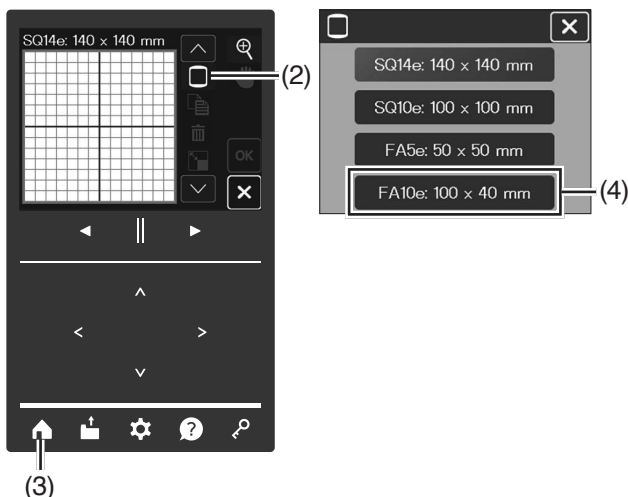 SQ14e: 140 x 140 mm
OK
(2)
(3)
SQ14e: 140 x 140 mm
SQ10e: 100 x 100 mm
FA5e: 50 x 50 mm
FA10e: 100 x 40 mm
(4)
?